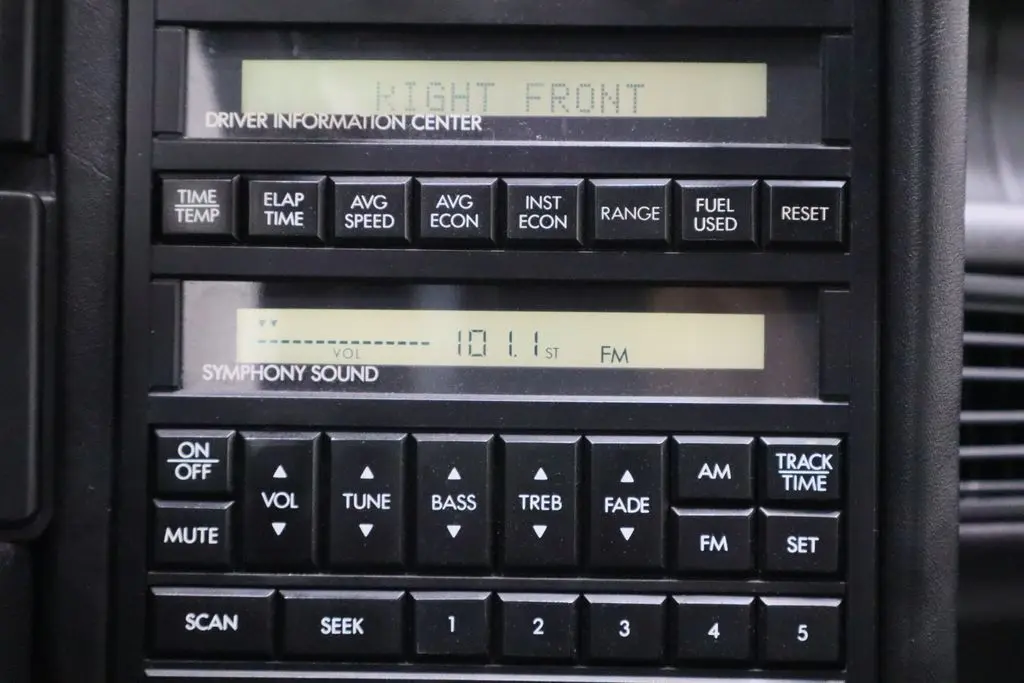 RIGHT FRONT
DRIVER INFORMATION CENTER
TIME
TEMP
ELAP
TIME
AVG
SPEED
AVG
ECON
INST
ECON
RANGE
FUEL
USED
RESET
VOL
101.1 ST FM
SYMPHONY SOUND
ON
OFF
MUTE
VOL
TUNE
BASS
TREB
FADE
AM
FM
TRACK
TIME
SET
SCAN
SEEK
1
2
3
4
5